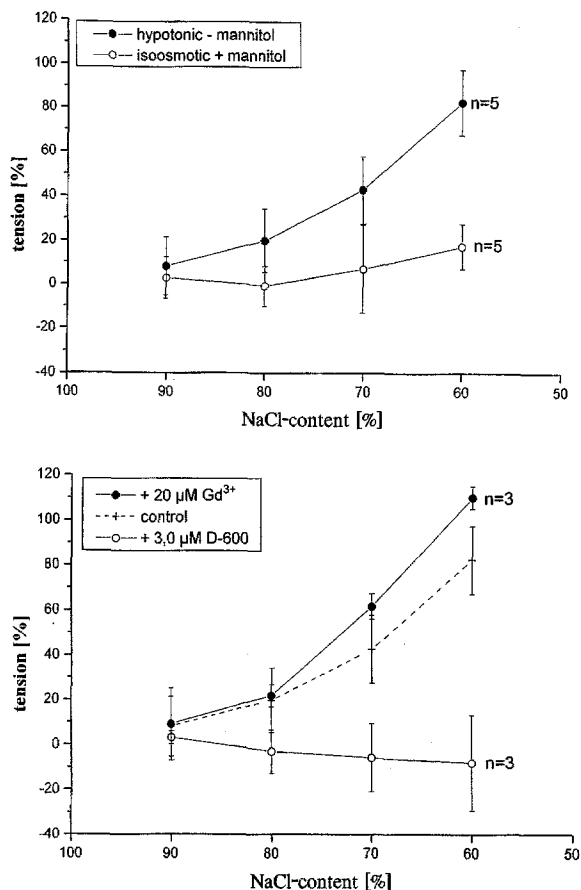 120
hypotonic - mannitol
isoosmotic + mannitol
100
80
60
40
20
0
-20
-40
tension [%]
n=5
n=5
100 90 80 70 60 50
NaCl-content [%]
120
+ 20 µM Gd³⁺
control
+ 3,0 µM D-600
100
80
60
40
20
0
-20
-40
tension [%]
n=3
n=3
100 90 80 70 60 50
NaCl-content [%]